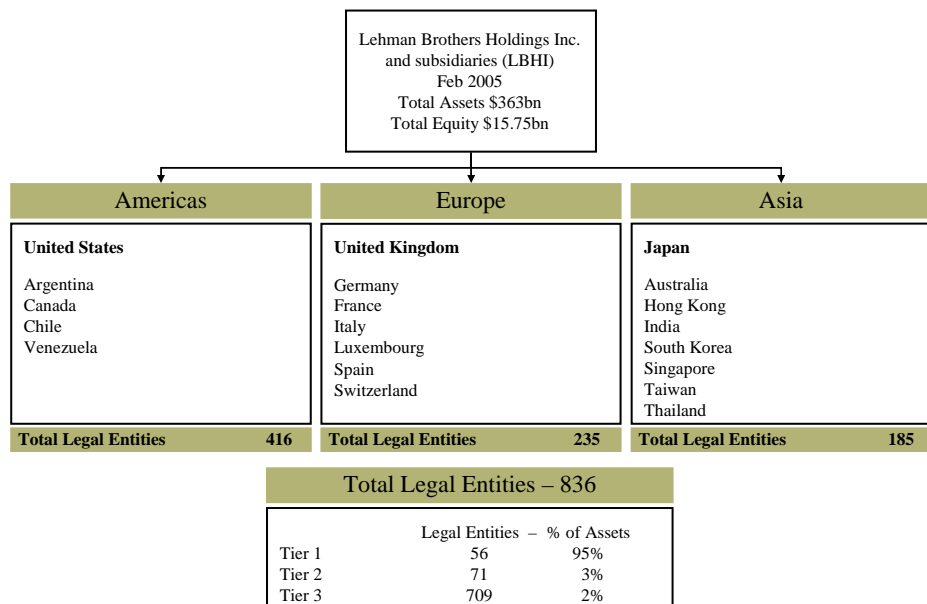 Lehman Brothers Holdings Inc.
and subsidiaries (LBHI)
Feb 2005
Total Assets $363bn
Total Equity $15.75bn
Americas
United States
Argentina
Canada
Chile
Venezuela
Total Legal Entities 416
Europe
United Kingdom
Germany
France
Italy
Luxembourg
Spain
Switzerland
Total Legal Entities 235
Asia
Japan
Australia
Hong Kong
India
South Korea
Singapore
Taiwan
Thailand
Total Legal Entities 185
Total Legal Entities – 836
Legal Entities – % of Assets
Tier 1 56 95%
Tier 2 71 3%
Tier 3 709 2%